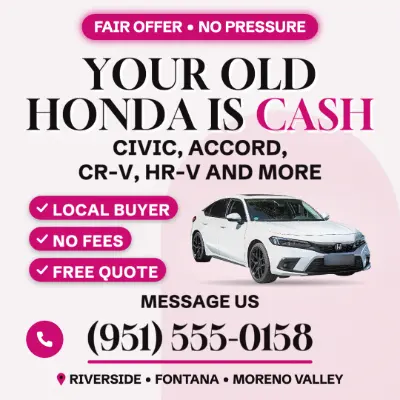 FAIR OFFER • NO PRESSURE
YOUR OLD
HONDA IS CASH
CIVIC, ACCORD,
CR-V, HR-V AND MORE
LOCAL BUYER
NO FEES
FREE QUOTE
MESSAGE US
(951) 555-0158
RIVERSIDE • FONTANA • MORENO VALLEY